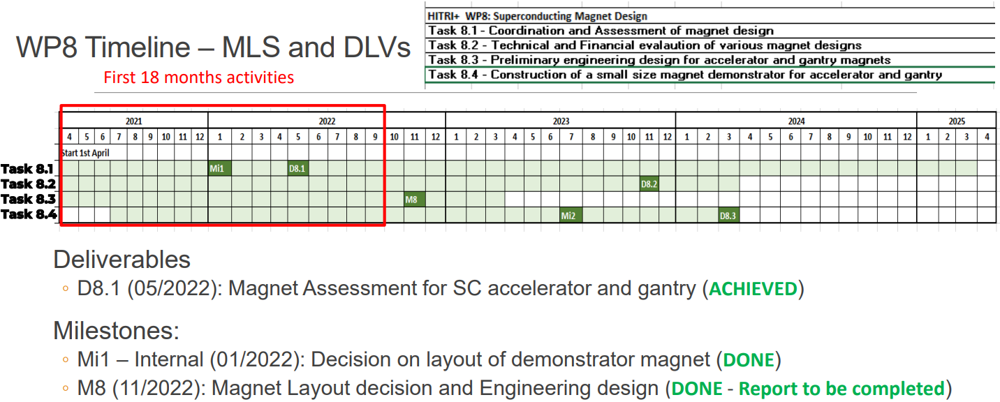 HITRI+ WP8: Superconducting Magnet Design
Task 8.1 - Coordination and Assessment of magnet design
Task 8.2 - Technical and Financial evalaution of various magnet designs
Task 8.3 - Preliminary engineering design for accelerator and gantry magnets
Task 8.4 - Construction of a small size magnet demonstrator for accelerator and gantry
WP8 Timeline – MLS and DLVs
First 18 months activities
2021 2022 2023 2024 2025
4 5 6 7 8 9 10 11 12 1 2 3 4 5 6 7 8 9 10 11 12 1 2 3 4 5 6 7 8 9 10 11 12 1 2 3 4 5 6 7 8 9 10 11 12 1 2 3 4
Start 1st April
Task 8.1 Mi1 D8.1
Task 8.2 D8.2
Task 8.3 M8
Task 8.4 Mi2 D8.3
Deliverables
◦ D8.1 (05/2022): Magnet Assessment for SC accelerator and gantry (ACHIEVED)
Milestones:
◦ Mi1 – Internal (01/2022): Decision on layout of demonstrator magnet (DONE)
◦ M8 (11/2022): Magnet Layout decision and Engineering design (DONE - Report to be completed)